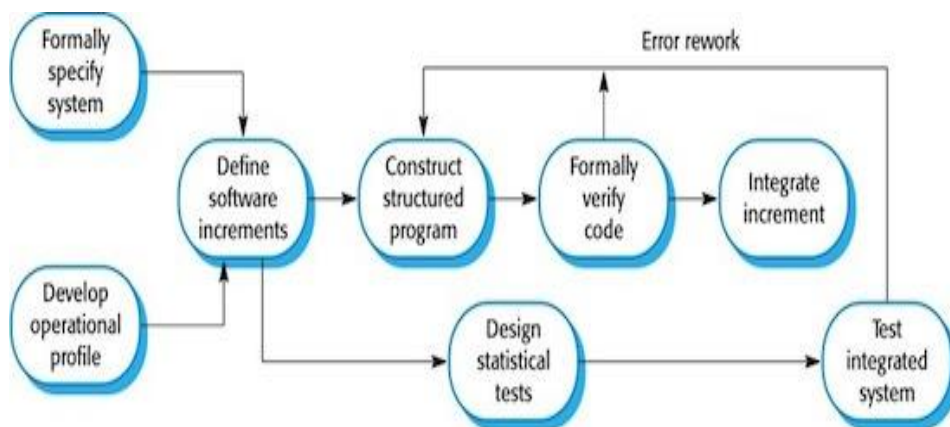 Formally
specify
system
Error rework
Define
software
increments
Construct
structured
program
Formally
verify
code
Integrate
increment
Develop
operational
profile
Design
statistical
tests
Test
integrated
system